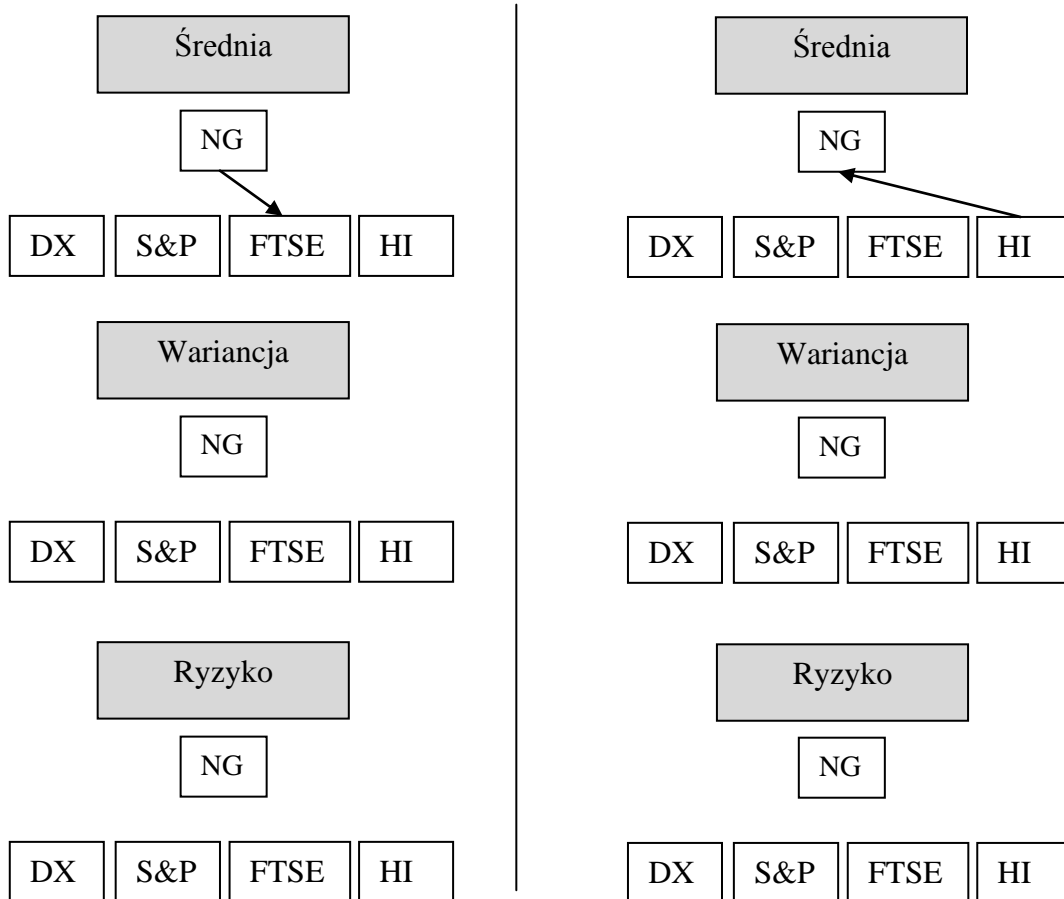 Średnia
NG
DX S&P FTSE HI
Wariancja
NG
DX S&P FTSE HI
Ryzyko
NG
DX S&P FTSE HI
Średnia
NG
DX S&P FTSE HI
Wariancja
NG
DX S&P FTSE HI
Ryzyko
NG
DX S&P FTSE HI